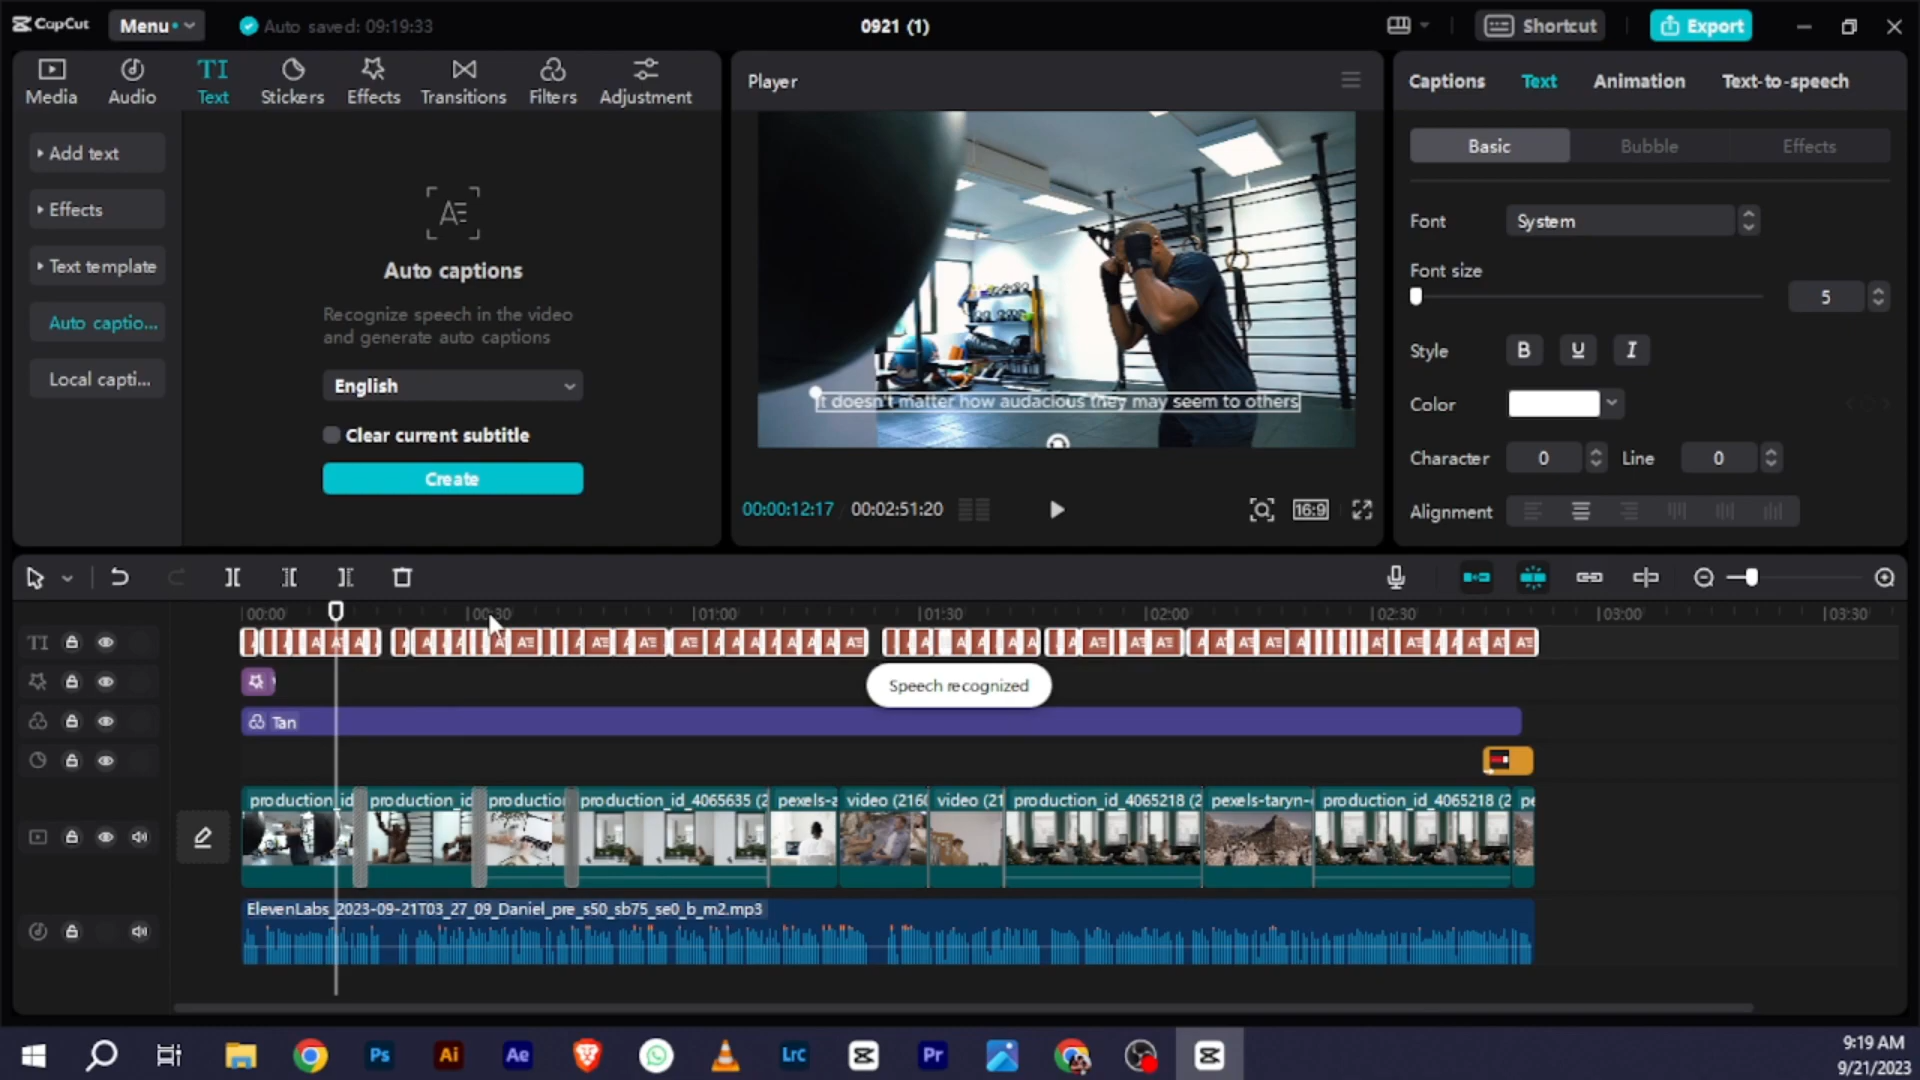 CapCut
Menu
Auto saved: 09:19:33
0921 (1)
Shortcut
Export
Media
Audio
TI
Text
Stickers
Effects
Transitions
Filters
Adjustment
Add text
Effects
Text template
Auto captio...
Local capti...
Auto captions
Recognize speech in the video
and generate auto captions
English
Clear current subtitle
Create
Player
It doesn't matter how audacious they may seem to others
00:00:12:17
00:02:51:20
16:9
Captions
Text
Animation
Text-to-speech
Basic
Bubble
Effects
Font
System
Font size
5
Style
B
U
I
Color
Character
0
Line
0
Alignment
00:00
00:30
01:00
01:30
02:00
02:30
03:00
03:30
TI
Speech recognized
Tan
production_id
production_id
production
production_id_4065635 (2
pexels-a
video (216
video (21
production_id_4065218 (2
pexels-taryn-
production_id_4065218 (2
pe
ElevenLabs_2023-09-21T03_27_09_Daniel_pre_s50_sb75_se0_b_m2.mp3
Ps
Ai
Ae
Lrc
Pr
9:19 AM
9/21/2023